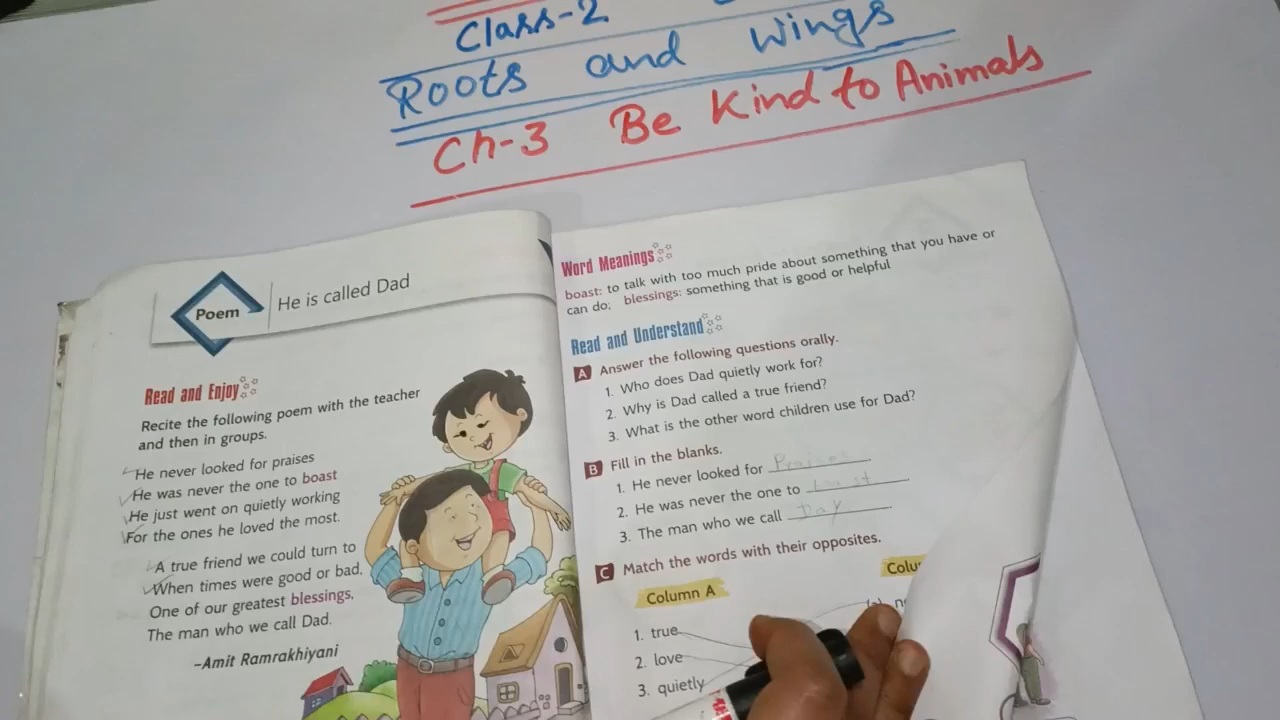 Class-2
Roots and Wings
Ch-3 Be Kind to Animals
Poem
He is called Dad
Read and Enjoy
Recite the following poem with the teacher
and then in groups.
He never looked for praises
He was never the one to boast
He just went on quietly working
For the ones he loved the most.
A true friend we could turn to
When times were good or bad.
One of our greatest blessings,
The man who we call Dad.
–Amit Ramrakhiyani
Word Meanings
boast: to talk with too much pride about something that you have or
can do; blessings: something that is good or helpful
Read and Understand
A Answer the following questions orally.
1. Who does Dad quietly work for?
2. Why is Dad called a true friend?
3. What is the other word children use for Dad?
B Fill in the blanks.
1. He never looked for Praises.
2. He was never the one to
3. The man who we call Day.
C Match the words with their opposites.
Column A
1. true
2. love
3. quietly